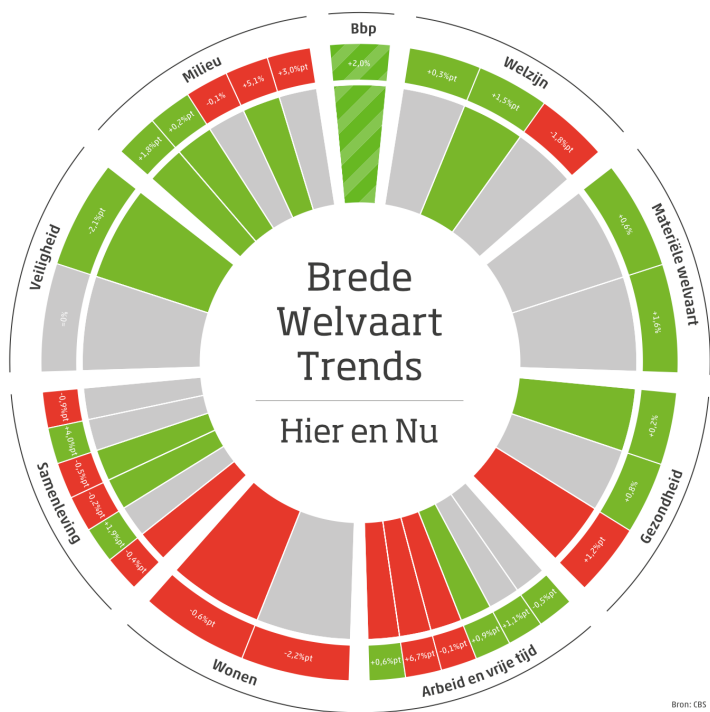 Brede
Welvaart
Trends
Hier en Nu
Bbp
+2,0%
Welzijn
+0,3%pt
+1,5%pt
-1,8%pt
Materiële welvaart
+0,6%
+1,6%
Gezondheid
+0,2%
+0,8%
+1,2%pt
Arbeid en vrije tijd
-0,5%pt
+1,1%pt
+0,9%pt
-0,1%pt
+6,7%pt
+0,6%pt
Wonen
-2,2%pt
-0,6%pt
Samenleving
-0,4%pt
+1,9%pt
-0,2%pt
-0,5%pt
+4,0%pt
-0,9%pt
Veiligheid
-2,1%pt
Milieu
+1,8%pt
+0,2%pt
-0,1%
+5,1%
+3,0%pt
Bron: CBS